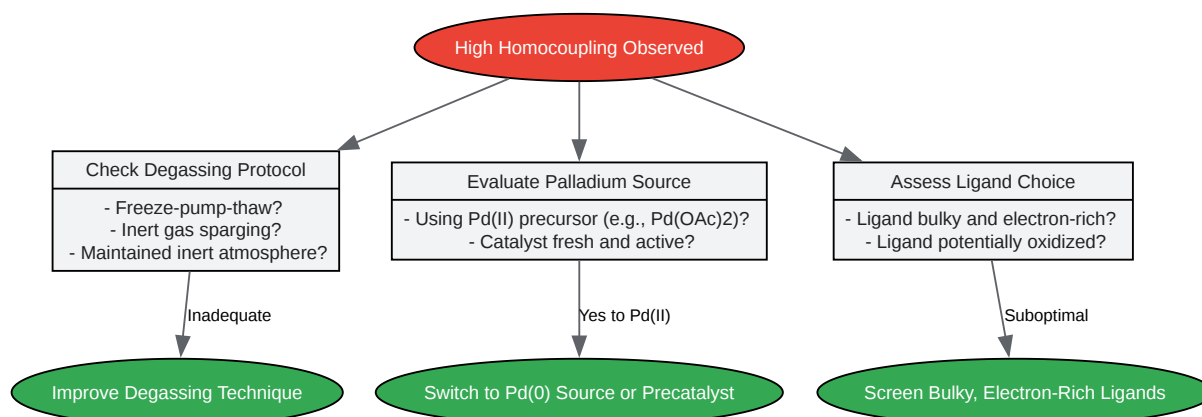 High Homocoupling Observed
Check Degassing Protocol
- Freeze-pump-thaw?
- Inert gas sparging?
- Maintained inert atmosphere?
Evaluate Palladium Source
- Using Pd(II) precursor (e.g., Pd(OAc)2)?
- Catalyst fresh and active?
Assess Ligand Choice
- Ligand bulky and electron-rich?
- Ligand potentially oxidized?
Inadequate
Yes to Pd(II)
Suboptimal
Improve Degassing Technique
Switch to Pd(0) Source or Precatalyst
Screen Bulky, Electron-Rich Ligands